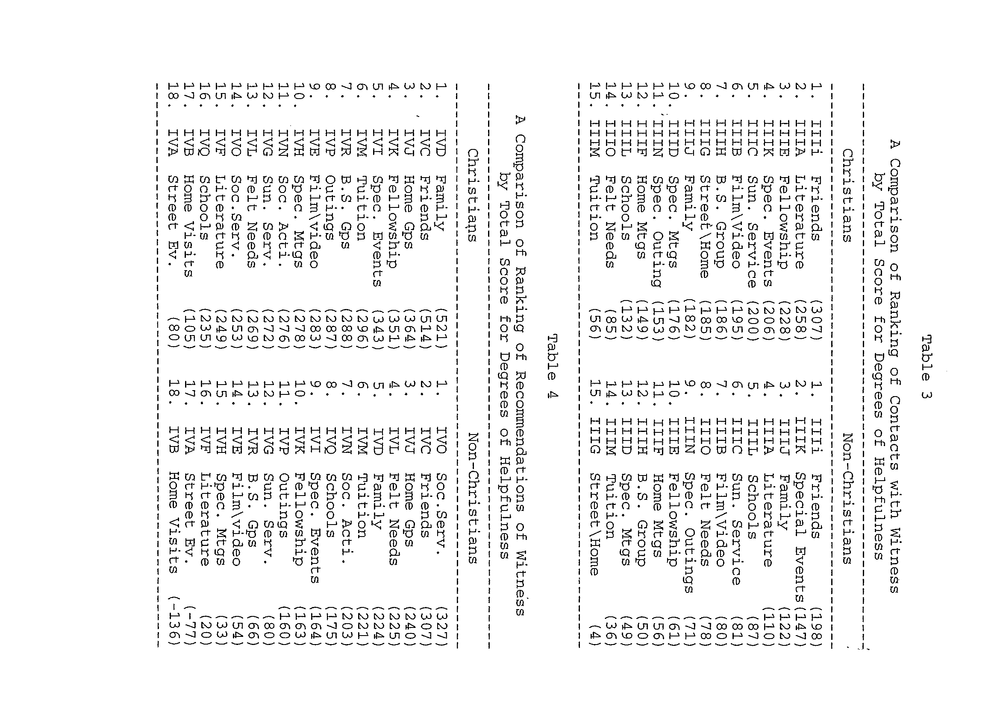 Table 3
A Comparison of Ranking of Contacts with Witness
by Total Score for Degrees of Helpfulness
Christians Non-Christians
1. IIIi Friends (307) 1. IIIi Friends (198)
2. IIIA Literature (258) 2. IIIK Special Events (147)
3. IIIE Fellowship (228) 3. IIIJ Family (122)
4. IIIK Spec. Events (206) 4. IIIA Literature (110)
5. IIIC Sun. Service (200) 5. IIIL Schools (87)
6. IIIB Film\Video (195) 6. IIIC Sun. Service (81)
7. IIIH B.S. Group (186) 7. IIIB Film\Video (80)
8. IIIG Street\Home (185) 8. IIIO Felt Needs (78)
9. IIIJ Family (182) 9. IIIN Spec. Outings (71)
10. IIID Spec. Mtgs (176) 10. IIIE Fellowship (61)
11. IIIN Spec. Outing (153) 11. IIIF Home Mtgs (56)
12. IIIF Home Mtgs (149) 12. IIIH B.S. Group (50)
13. IIIL Schools (132) 13. IIID Spec. Mtgs (49)
14. IIIO Felt Needs (85) 14. IIIM Tuition (36)
15. IIIM Tuition (56) 15. IIIG Street\Home (4)
Table 4
A Comparison of Ranking of Recommendations of Witness
by Total Score for Degrees of Helpfulness
Christians Non-Christians
1. IVD Family (521) 1. IVO Soc.Serv. (327)
2. IVC Friends (514) 2. IVC Friends (307)
3. IVJ Home Gps (364) 3. IVJ Home Gps (240)
4. IVK Fellowship (351) 4. IVL Felt Needs (225)
5. IVI Spec. Events (343) 5. IVD Family (224)
6. IVM Tuition (296) 6. IVM Tuition (221)
7. IVR B.S. Gps (288) 7. IVN Soc. Acti. (203)
8. IVP Outings (287) 8. IVQ Schools (175)
9. IVE Film\video (283) 9. IVI Spec. Events (164)
10. IVH Spec. Mtgs (278) 10. IVK Fellowship (163)
11. IVN Soc. Acti. (276) 11. IVP Outings (160)
12. IVG Sun. Serv. (272) 12. IVG Sun. Serv. (80)
13. IVL Felt Needs (269) 13. IVR B.S. Gps (66)
14. IVO Soc.Serv. (253) 14. IVE Film\video (54)
15. IVF Literature (249) 15. IVH Spec. Mtgs (33)
16. IVQ Schools (235) 16. IVF Literature (20)
17. IVB Home Visits (105) 17. IVA Street Ev. (-77)
18. IVA Street Ev. (80) 18. IVB Home Visits (-136)